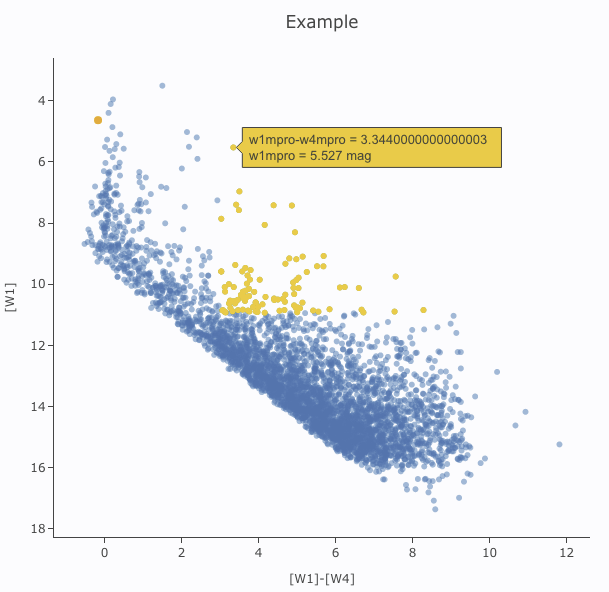 Example
4
w1mpro-w4mpro = 3.3440000000000003
w1mpro = 5.527 mag
6
8
10
[W1]
12
14
16
18
0 2 4 6 8 10 12
[W1]-[W4]